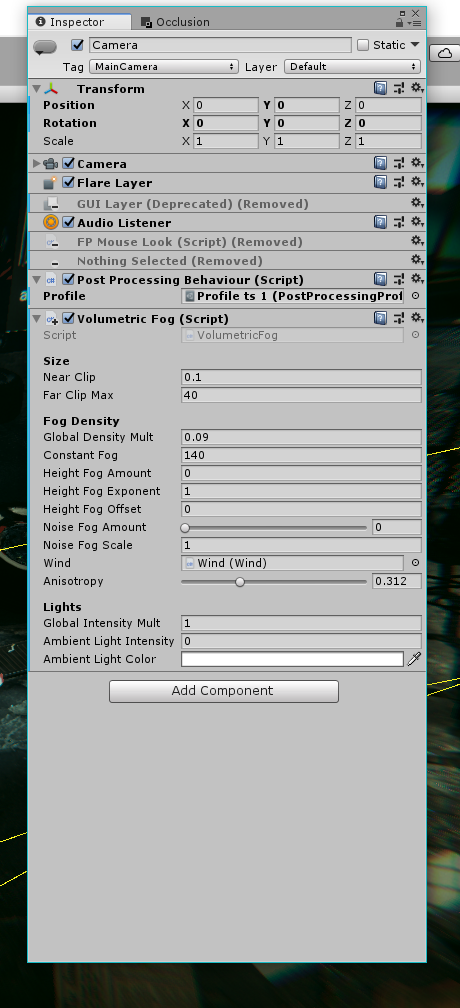 Inspector Occlusion
Camera Static
Tag MainCamera Layer Default
Transform
Position X 0 Y 0 Z 0
Rotation X 0 Y 0 Z 0
Scale X 1 Y 1 Z 1
Camera
Flare Layer
GUI Layer (Deprecated) (Removed)
Audio Listener
FP Mouse Look (Script) (Removed)
Nothing Selected (Removed)
Post Processing Behaviour (Script)
Profile Profile ts 1 (PostProcessingProf
Volumetric Fog (Script)
Script VolumetricFog
Size
Near Clip 0.1
Far Clip Max 40
Fog Density
Global Density Mult 0.09
Constant Fog 140
Height Fog Amount 0
Height Fog Exponent 1
Height Fog Offset 0
Noise Fog Amount 0
Noise Fog Scale 1
Wind Wind (Wind)
Anisotropy 0.312
Lights
Global Intensity Mult 1
Ambient Light Intensity 0
Ambient Light Color
Add Component